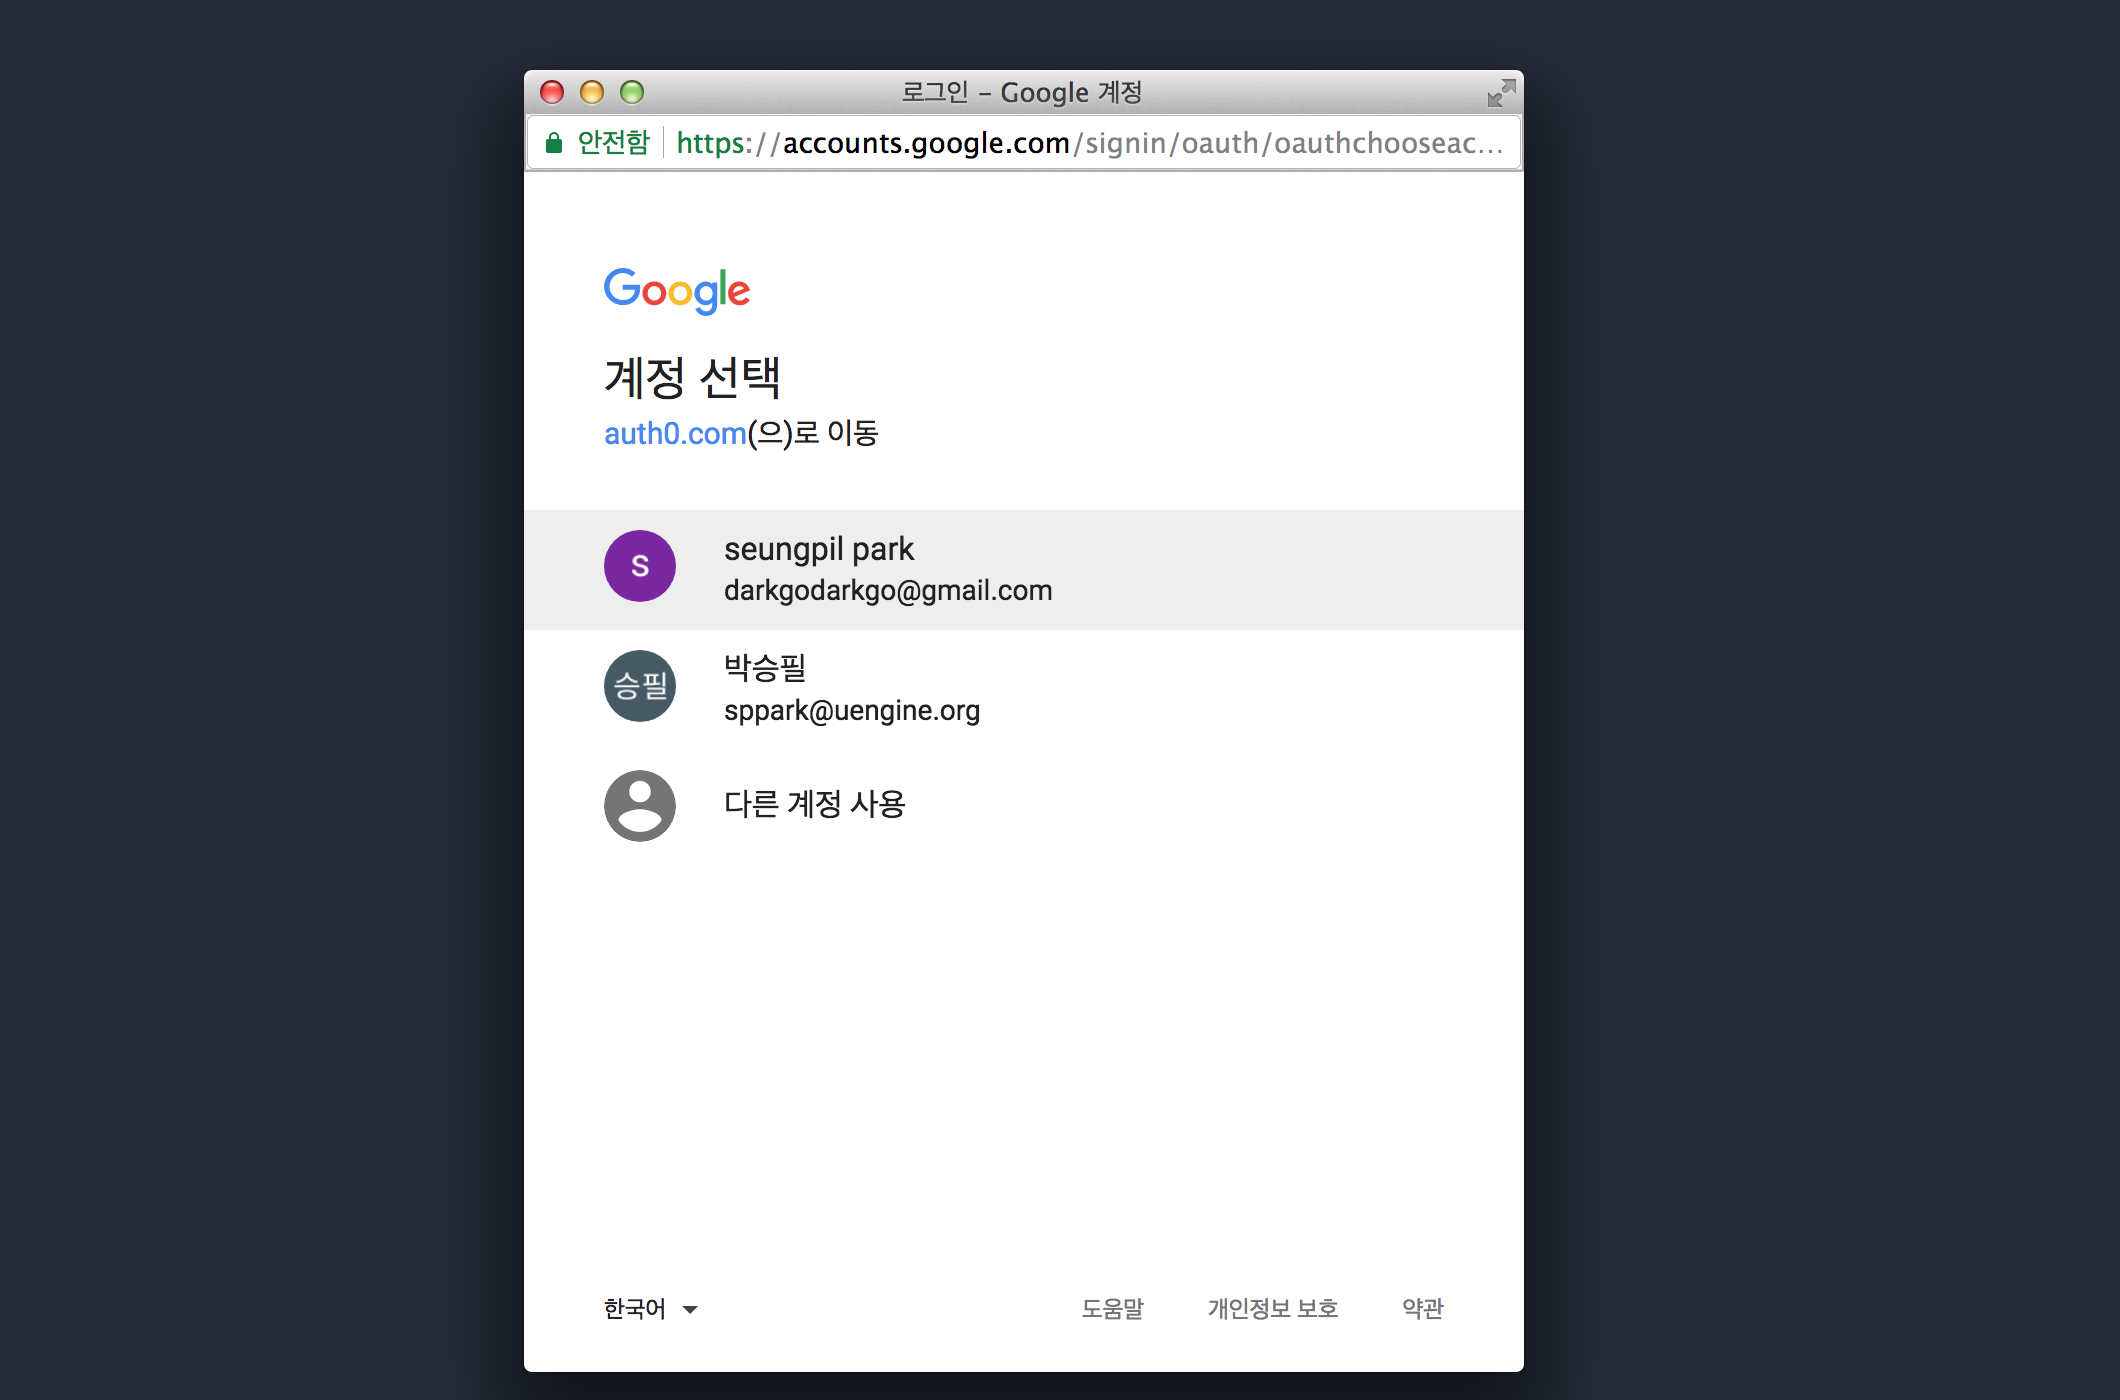 로그인 – Google 계정
안전함 https://accounts.google.com/signin/oauth/oauthchooseac...
Google
계정 선택
auth0.com(으)로 이동
s
seungpil park
darkgodarkgo@gmail.com
승필
박승필
sppark@uengine.org
다른 계정 사용
한국어
도움말 개인정보 보호 약관